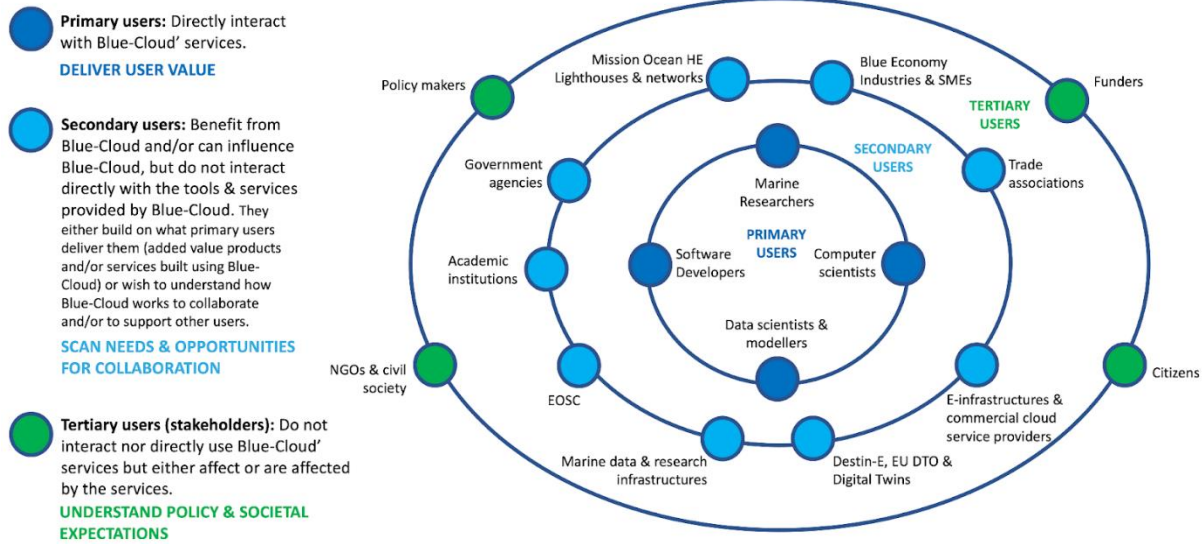 Primary users: Directly interact
with Blue-Cloud’ services.
DELIVER USER VALUE
Secondary users: Benefit from
Blue-Cloud and/or can influence
Blue-Cloud, but do not interact
directly with the tools & services
provided by Blue-Cloud. They
either build on what primary users
deliver them (added value products
and/or services built using Blue-
Cloud) or wish to understand how
Blue-Cloud works to collaborate
and/or to support other users.
SCAN NEEDS & OPPORTUNITIES
FOR COLLABORATION
Tertiary users (stakeholders): Do not
interact nor directly use Blue-Cloud’
services but either affect or are affected
by the services.
UNDERSTAND POLICY & SOCIETAL
EXPECTATIONS
Mission Ocean HE
Lighthouses & networks
Blue Economy
Industries & SMEs
Policy makers
Funders
TERTIARY
USERS
SECONDARY
USERS
Government
agencies
Trade
associations
Marine
Researchers
PRIMARY
USERS
Academic
institutions
Software
Developers
Computer
scientists
Data scientists &
modellers
NGOs & civil
society
EOSC
Citizens
E-infrastructures &
commercial cloud
service providers
Marine data & research
infrastructures
Destin-E, EU DTO &
Digital Twins